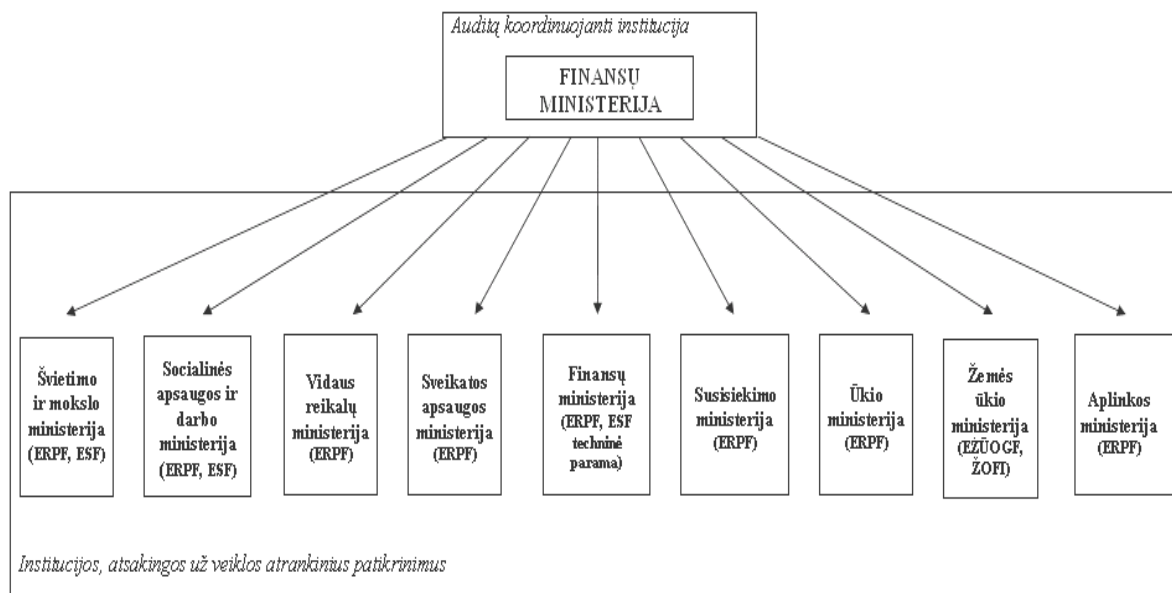 Auditą koordinuojanti institucija
FINANSŲ
MINISTERIJA
Švietimo
ir mokslo
ministerija
(ERPF, ESF)
Socialinės
apsaugos ir
darbo
ministerija
(ERPF, ESF)
Vidaus
reikalų
ministerija
(ERPF)
Sveikatos
apsaugos
ministerija
(ERPF)
Finansų
ministerija
(ERPF, ESF
techninė
parama)
Susisiekimo
ministerija
(ERPF)
Ūkio
ministerija
(ERPF)
Žemės
ūkio
ministerija
(EŽŪOGF,
ŽOFI)
Aplinkos
ministerija
(ERPF)
Institucijos, atsakingos už veiklos atrankinius patikrinimus